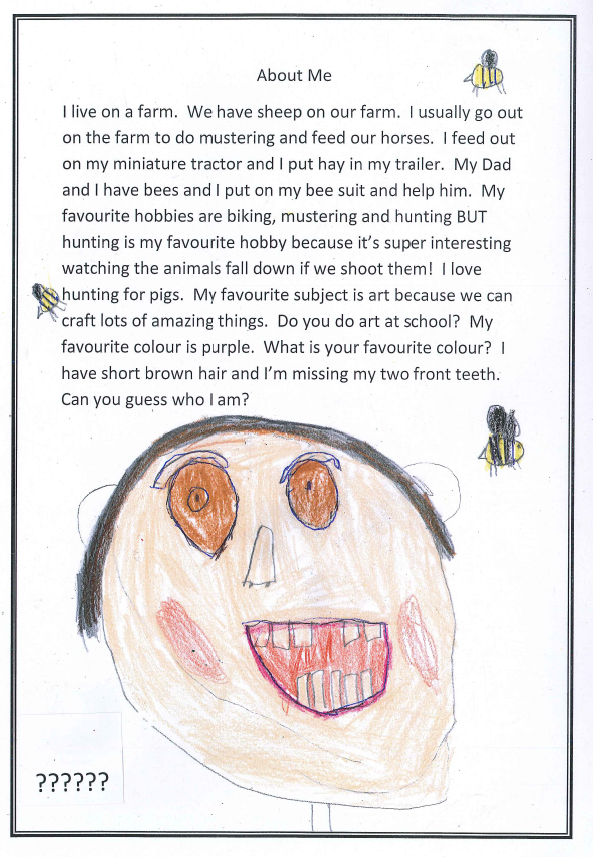 About Me
I live on a farm.  We have sheep on our farm.  I usually go out
on the farm to do mustering and feed our horses.  I feed out
on my miniature tractor and I put hay in my trailer.  My Dad
and I have bees and I put on my bee suit and help him.  My
favourite hobbies are biking, mustering and hunting BUT
hunting is my favourite hobby because it’s super interesting
watching the animals fall down if we shoot them!  I love
hunting for pigs.  My favourite subject is art because we can
craft lots of amazing things.  Do you do art at school?  My
favourite colour is purple.  What is your favourite colour?  I
have short brown hair and I’m missing my two front teeth.
Can you guess who I am?
??????